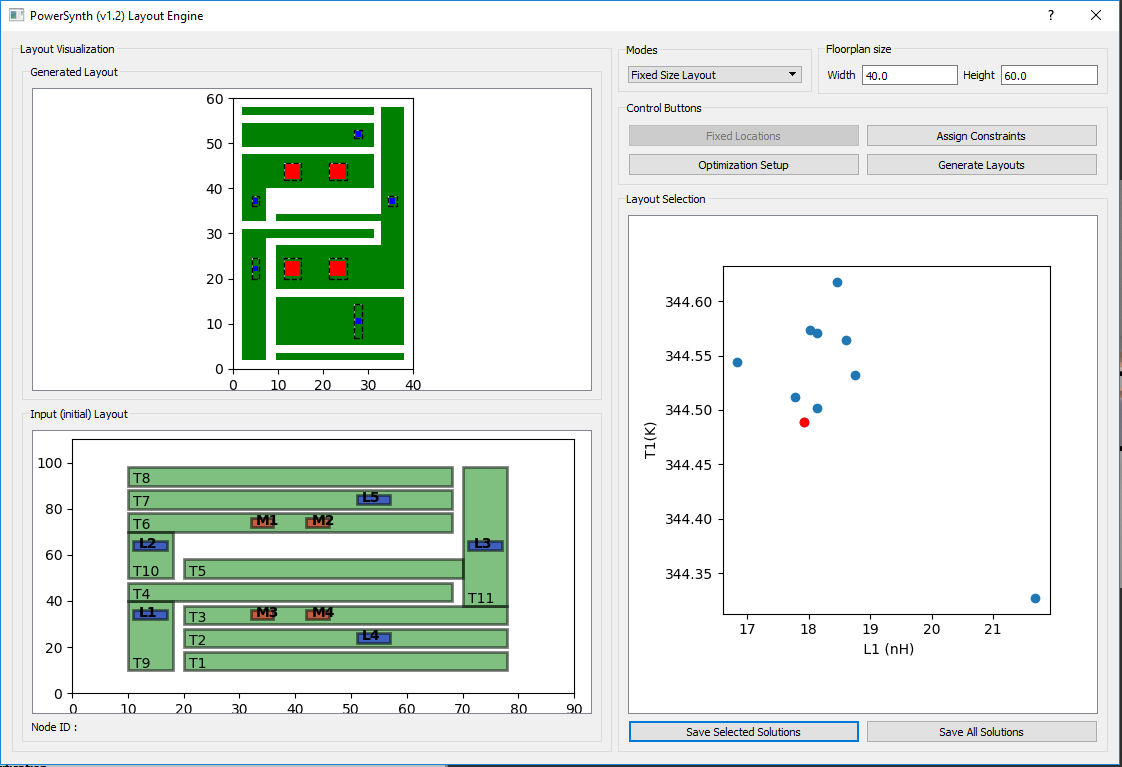 PowerSynth (v1.2) Layout Engine
?
Layout Visualization
Generated Layout
60
50
40
30
20
10
0
0 10 20 30 40
Input (initial) Layout
100
80
60
40
20
0
T8
T7 L5
T6 M1 M2
L2 L3
T10 T5
T4 T11
L1 T3 M3 M4
T2 L4
T9 T1
0 10 20 30 40 50 60 70 80 90
Node ID :
Modes
Fixed Size Layout
Floorplan size
Width 40.0 Height 60.0
Control Buttons
Fixed Locations Assign Constraints
Optimization Setup Generate Layouts
Layout Selection
344.60
344.55
344.50
344.45
344.40
344.35
T1(K)
17 18 19 20 21
L1 (nH)
Save Selected Solutions Save All Solutions